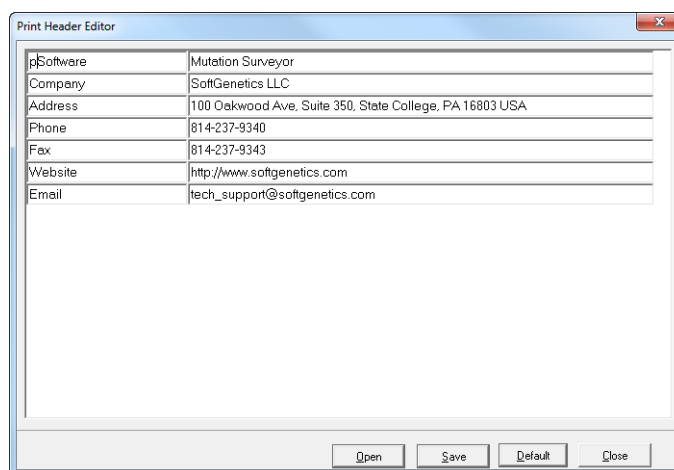 Print Header Editor
pSoftware Mutation Surveyor
Company SoftGenetics LLC
Address 100 Oakwood Ave, Suite 350, State College, PA 16803 USA
Phone 814-237-9340
Fax 814-237-9343
Website http://www.softgenetics.com
Email tech_support@softgenetics.com
Open Save Default Close